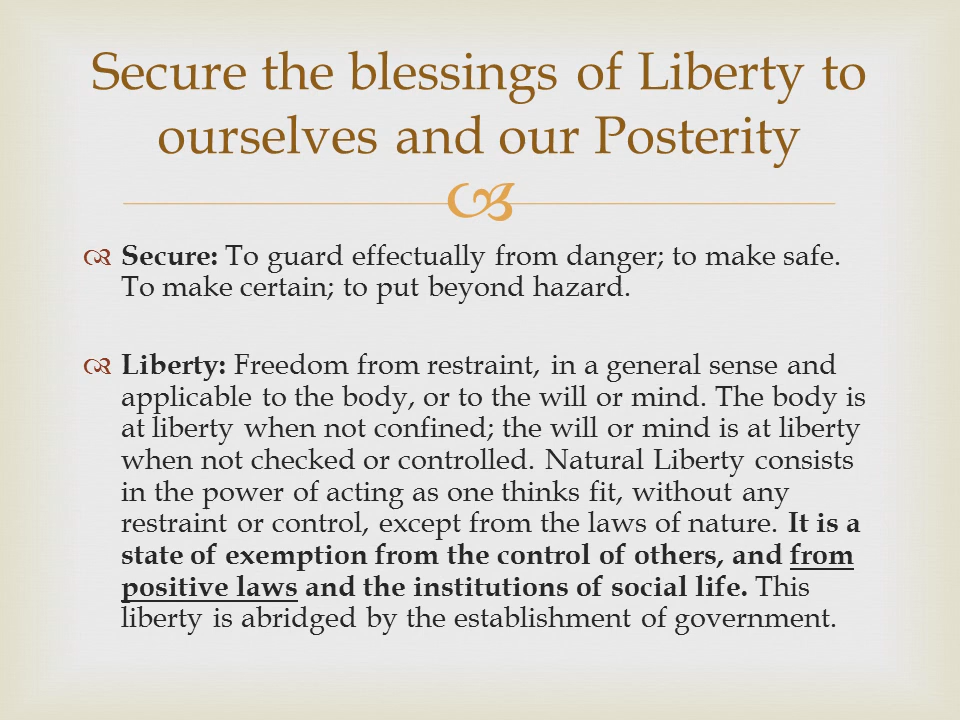 Secure the blessings of Liberty to
ourselves and our Posterity
Secure: To guard effectually from danger; to make safe.
To make certain; to put beyond hazard.
Liberty: Freedom from restraint, in a general sense and
applicable to the body, or to the will or mind. The body is
at liberty when not confined; the will or mind is at liberty
when not checked or controlled. Natural Liberty consists
in the power of acting as one thinks fit, without any
restraint or control, except from the laws of nature. It is a
state of exemption from the control of others, and from
positive laws and the institutions of social life. This
liberty is abridged by the establishment of government.